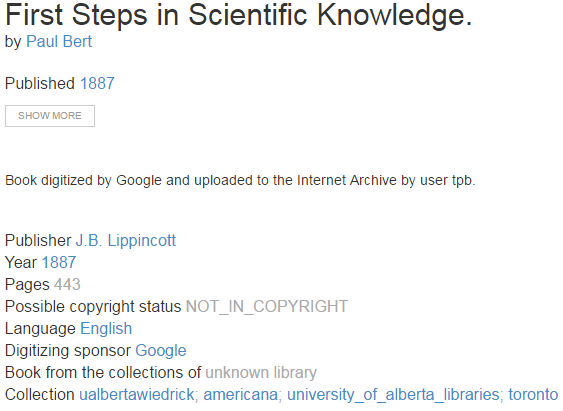 First Steps in Scientific Knowledge.
by Paul Bert
Published 1887
SHOW MORE
Book digitized by Google and uploaded to the Internet Archive by user tpb.
Publisher J.B. Lippincott
Year 1887
Pages 443
Possible copyright status NOT_IN_COPYRIGHT
Language English
Digitizing sponsor Google
Book from the collections of unknown library
Collection ualbertawiedrick; americana; university_of_alberta_libraries; toronto